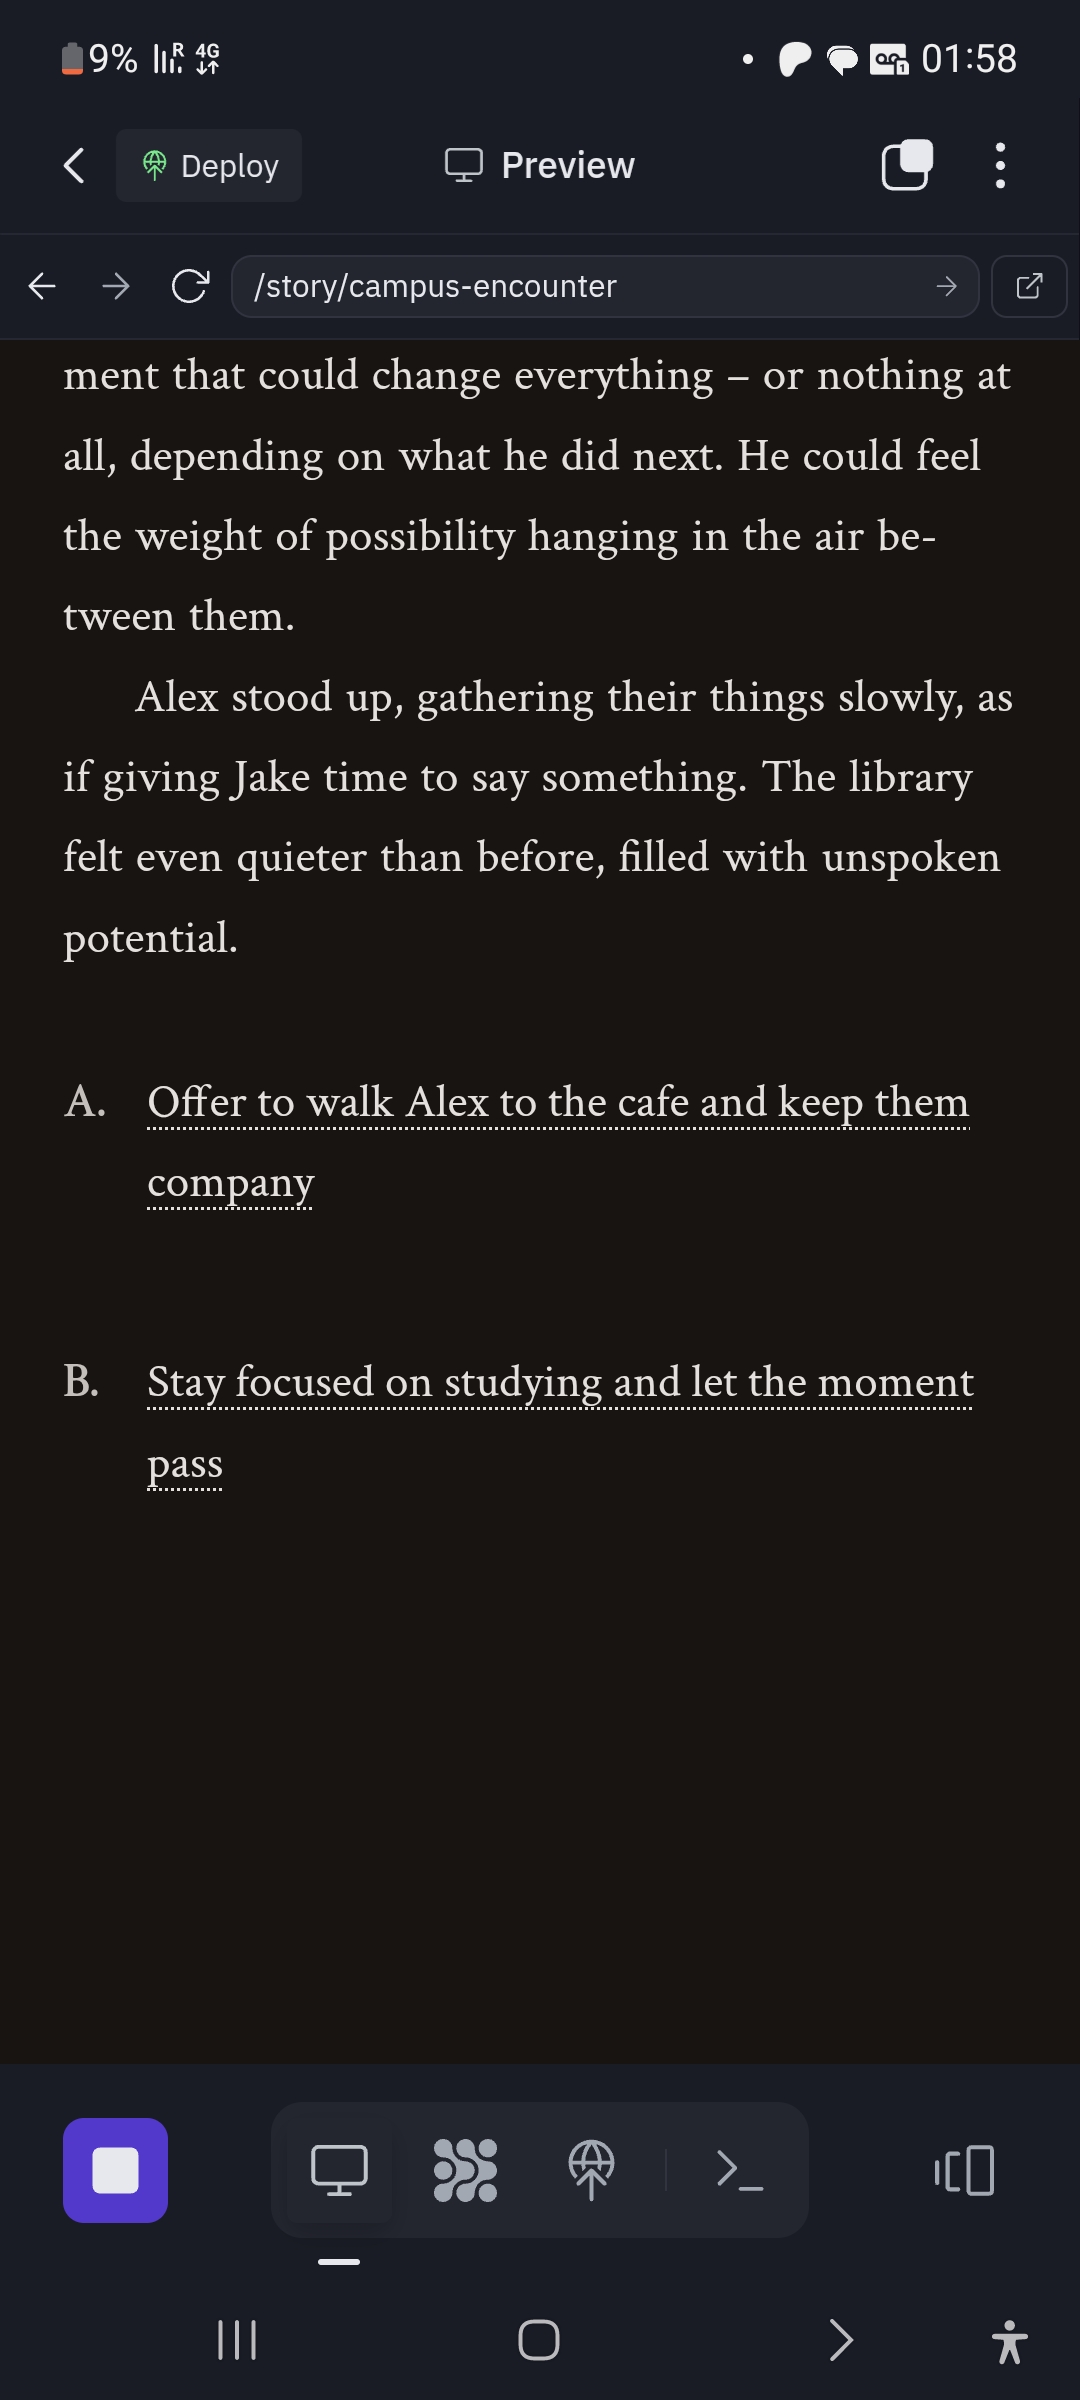 9% R 4G 01:58
Deploy Preview
/story/campus-encounter
ment that could change everything – or nothing at
all, depending on what he did next. He could feel
the weight of possibility hanging in the air be-
tween them.
Alex stood up, gathering their things slowly, as
if giving Jake time to say something. The library
felt even quieter than before, filled with unspoken
potential.
A. Offer to walk Alex to the cafe and keep them
company
B. Stay focused on studying and let the moment
pass